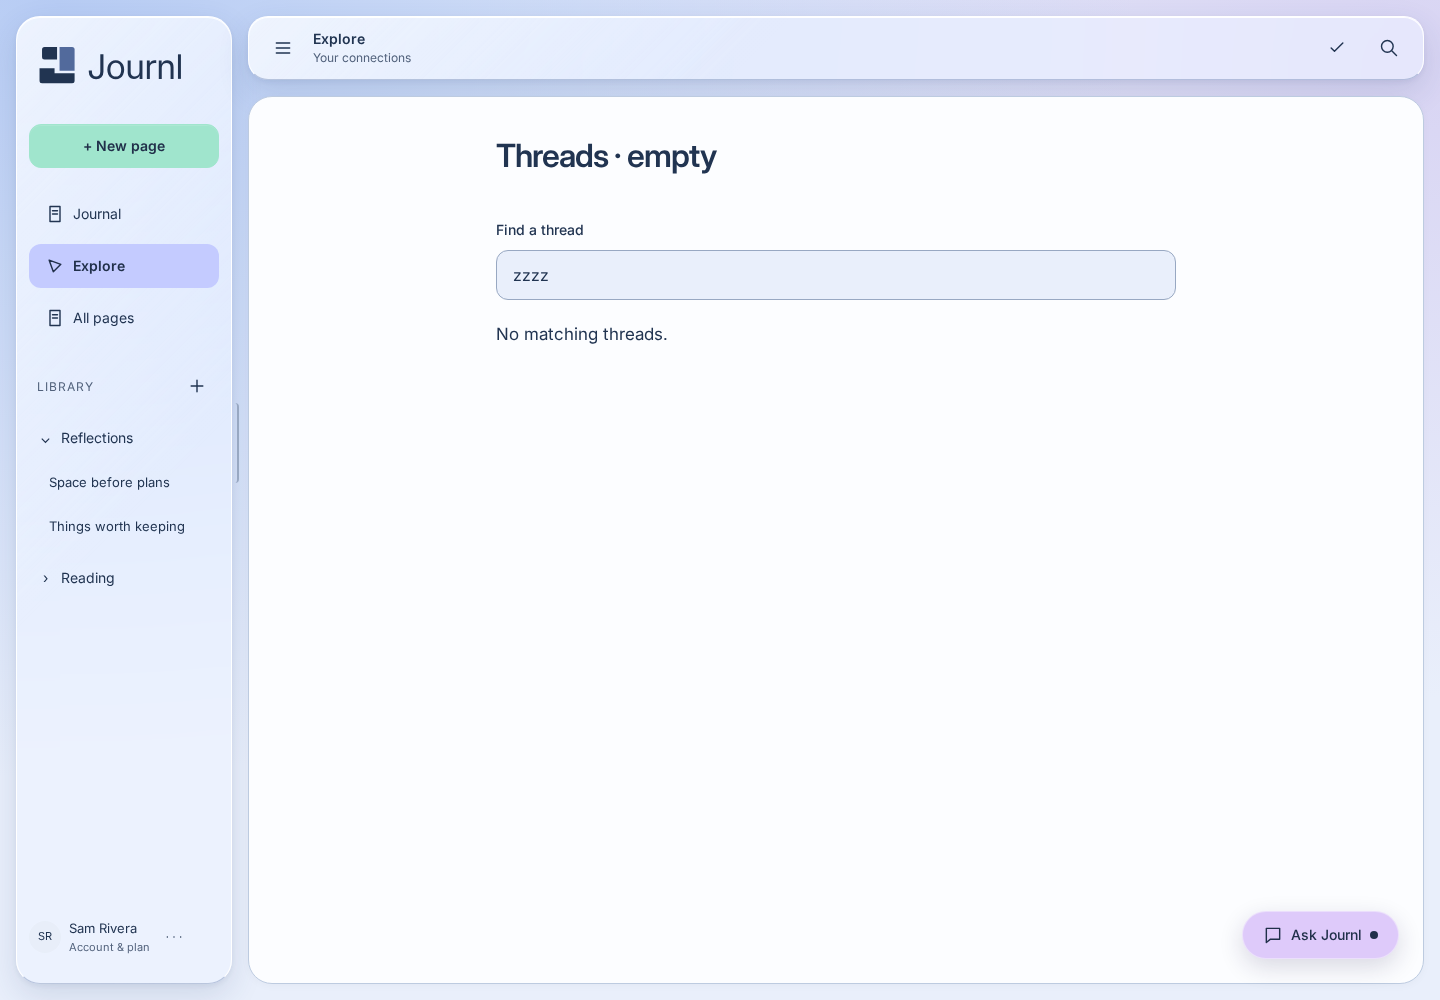 Journl
+ New page
Journal
Explore
All pages
LIBRARY
Reflections
Space before plans
Things worth keeping
Reading
SR
Sam Rivera
Account & plan
···
Explore
Your connections
Threads · empty
Find a thread
zzzz
No matching threads.
Ask Journl